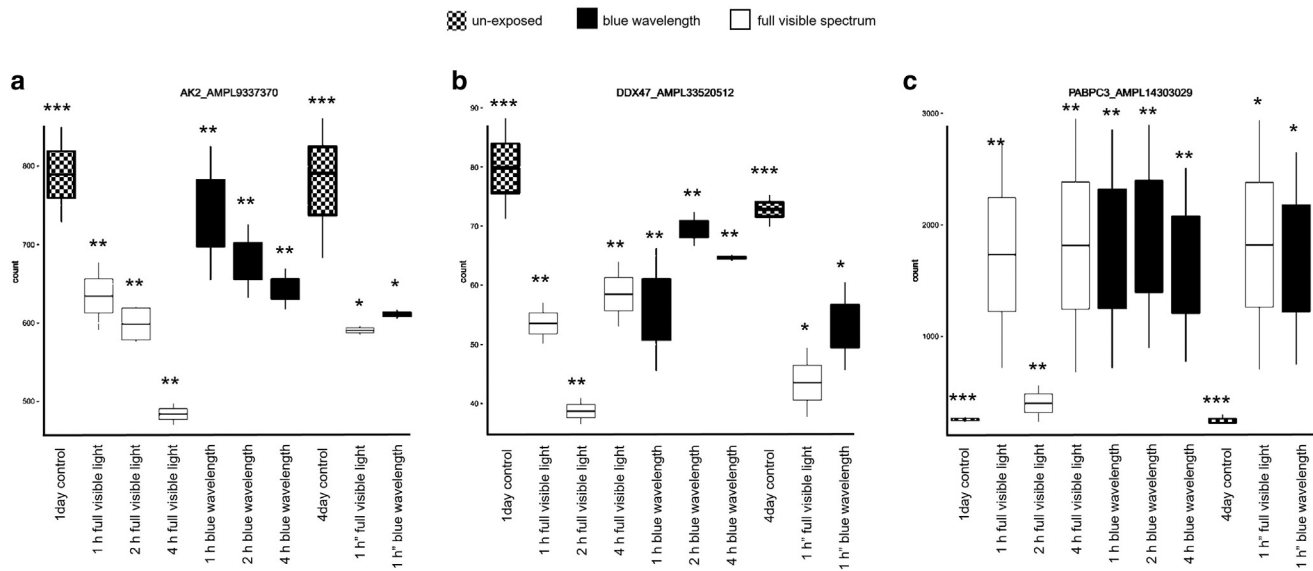 un-exposed blue wavelength full visible spectrum
a
AK2_AMPL9337370
***
**
**
**
**
**
**
***
*
*
count
800
700
600
500
1day control
1 h full visible light
2 h full visible light
4 h full visible light
1 h blue wavelength
2 h blue wavelength
4 h blue wavelength
4day control
1 h" full visible light
1 h" blue wavelength
b
DDX47_AMPL33520512
***
**
**
**
**
**
**
***
*
*
count
90
80
70
60
50
40
1day control
1 h full visible light
2 h full visible light
4 h full visible light
1h blue wavelength
2 h blue wavelength
4 h blue wavelength
4day control
1 h" full visible light
1 h" blue wavelength
c
PABPC3_AMPL14303029
***
**
**
**
**
**
**
***
*
*
count
3000
2000
1000
1day control
1 h full visible light
2 h full visible light
4 h full visible light
1 h blue wavelength
2 h blue wavelength
4 h blue wavelength
4day control
1 h" full visible light
1 h" blue wavelength